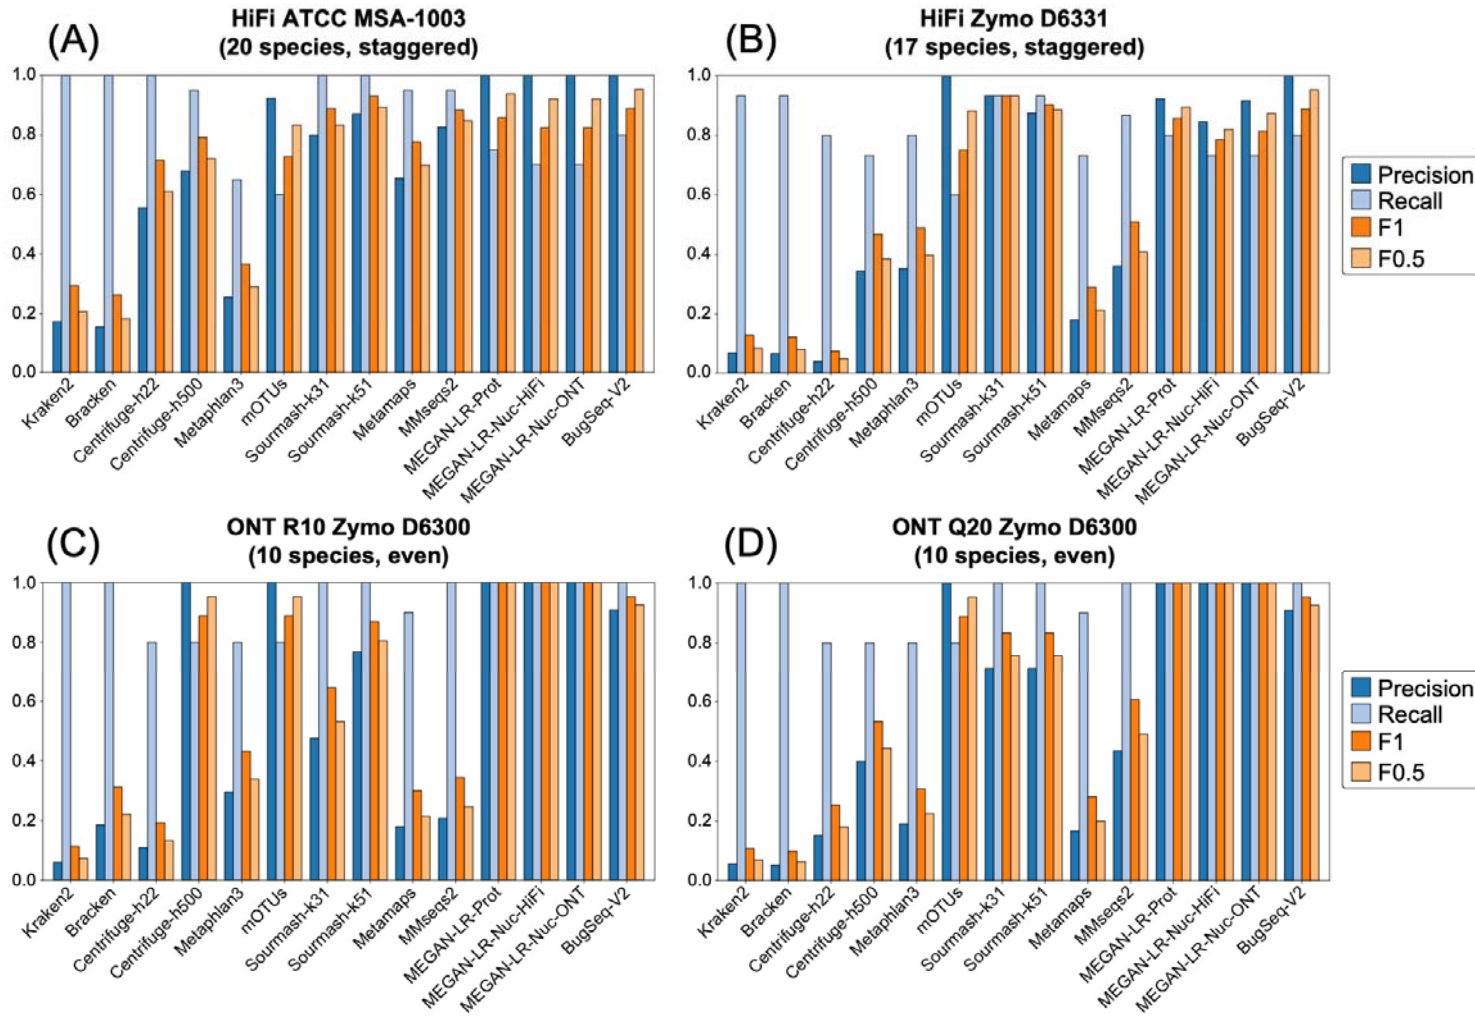 (A)
HiFi ATCC MSA-1003
(20 species, staggered)
1.0
0.8
0.6
0.4
0.2
0.0
Kraken2
Bracken
Centrifuge-h22
Centrifuge-h500
Metaphlan3
mOTUs
Sourmash-k31
Sourmash-k51
Metamaps
MMseqs2
MEGAN-LR-Prot
MEGAN-LR-Nuc-HiFi
MEGAN-LR-Nuc-ONT
BugSeq-V2
(B)
HiFi Zymo D6331
(17 species, staggered)
1.0
0.8
0.6
0.4
0.2
0.0
Kraken2
Bracken
Centrifuge-h22
Centrifuge-h500
Metaphlan3
mOTUs
Sourmash-k31
Sourmash-k51
Metamaps
MMseqs2
MEGAN-LR-Prot
MEGAN-LR-Nuc-HiFi
MEGAN-LR-Nuc-ONT
BugSeq-V2
Precision
Recall
F1
F0.5
(C)
ONT R10 Zymo D6300
(10 species, even)
1.0
0.8
0.6
0.4
0.2
0.0
Kraken2
Bracken
Centrifuge-h22
Centrifuge-h500
Metaphlan3
mOTUs
Sourmash-k31
Sourmash-k51
Metamaps
MMseqs2
MEGAN-LR-Prot
MEGAN-LR-Nuc-HiFi
MEGAN-LR-Nuc-ONT
BugSeq-V2
(D)
ONT Q20 Zymo D6300
(10 species, even)
1.0
0.8
0.6
0.4
0.2
0.0
Kraken2
Bracken
Centrifuge-h22
Centrifuge-h500
Metaphlan3
mOTUs
Sourmash-k31
Sourmash-k51
Metamaps
MMseqs2
MEGAN-LR-Prot
MEGAN-LR-Nuc-HiFi
MEGAN-LR-Nuc-ONT
BugSeq-V2
Precision
Recall
F1
F0.5